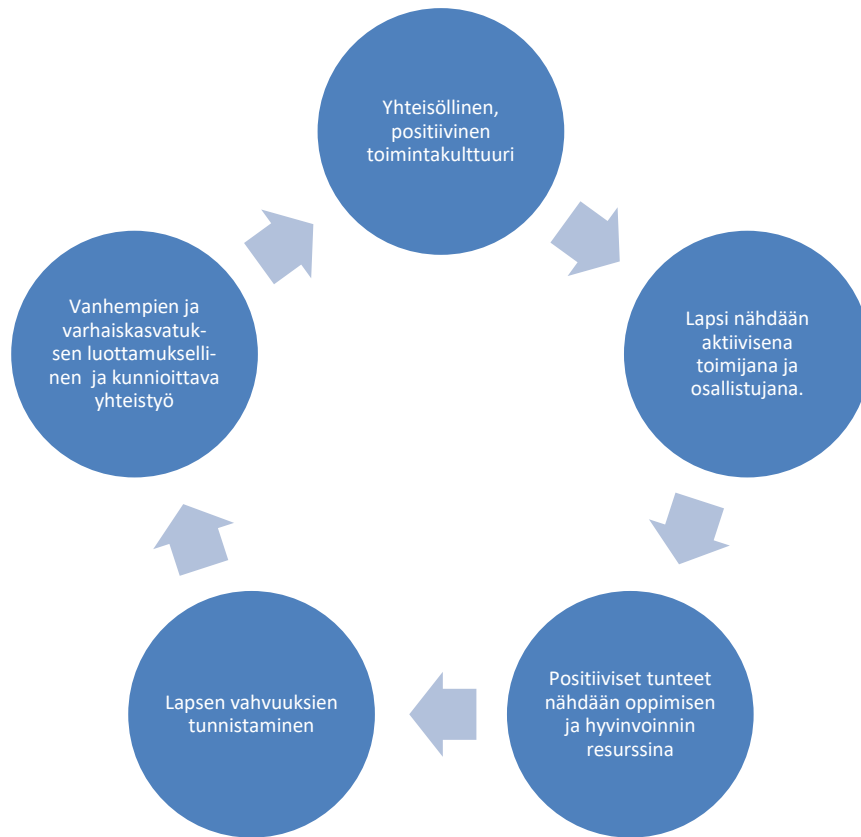 Yhteisöllinen,
positiivinen
toimintakulttuuri
Lapsi nähdään
aktiivisena
toimijana ja
osallistujana.
Positiiviset tunteet
nähdään oppimisen
ja hyvinvoinnin
resurssina
Lapsen vahvuuksien
tunnistaminen
Vanhempien ja
varhaiskasvatuk-
sen luottamukselli-
nen ja kunnioittava
yhteistyö